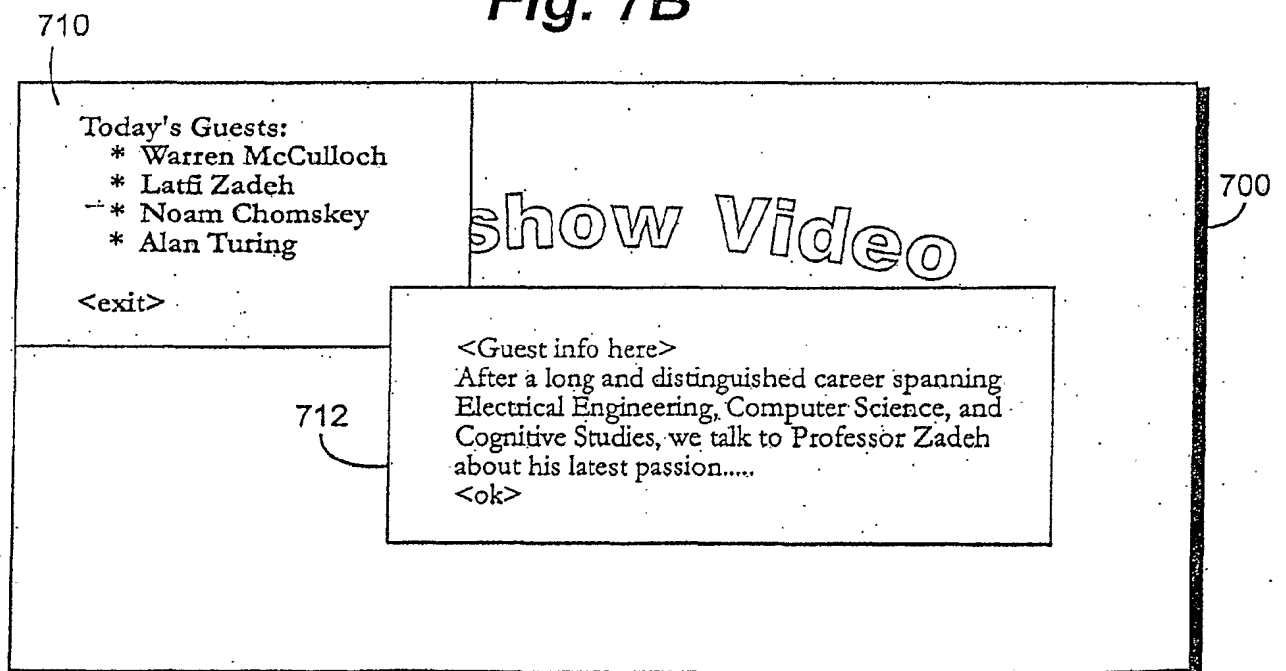 Fig. 7B
710
Today's Guests:
* Warren McCulloch
* Latfi Zadeh
* Noam Chomskey
* Alan Turing
<exit>
show Video
700
<Guest info here>
After a long and distinguished career spanning
Electrical Engineering, Computer Science, and
Cognitive Studies, we talk to Professor Zadeh
about his latest passion.....
<ok>
712